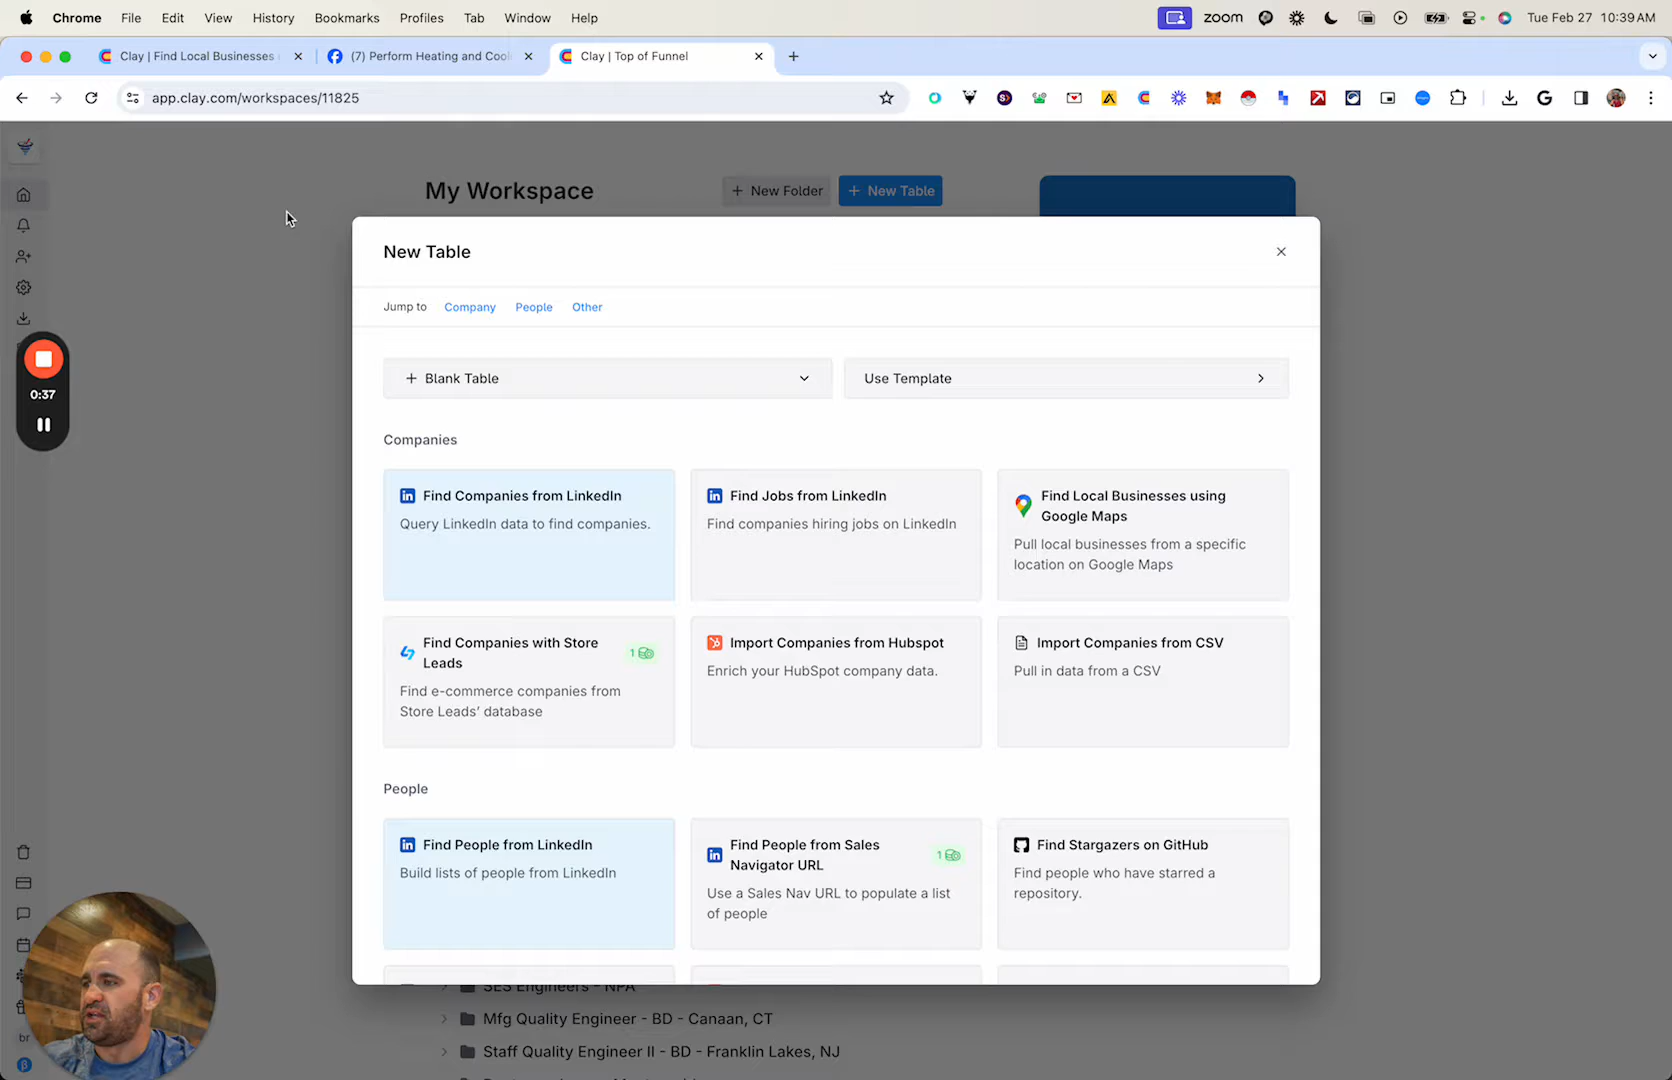 Chrome File Edit View History Bookmarks Profiles Tab Window Help zoom Tue Feb 27 10:39 AM
Clay | Find Local Businesses (7) Perform Heating and Coo Clay | Top of Funnel
app.clay.com/workspaces/11825
My Workspace + New Folder + New Table
New Table
Jump to Company People Other
+ Blank Table Use Template
0:37
Companies
Find Companies from LinkedIn
Query LinkedIn data to find companies.
Find Jobs from LinkedIn
Find companies hiring jobs on LinkedIn
Find Local Businesses using
Google Maps
Pull local businesses from a specific
location on Google Maps
Find Companies with Store
Leads
1
Find e-commerce companies from
Store Leads’ database
Import Companies from Hubspot
Enrich your HubSpot company data.
Import Companies from CSV
Pull in data from a CSV
People
Find People from LinkedIn
Build lists of people from LinkedIn
Find People from Sales
Navigator URL
1
Use a Sales Nav URL to populate a list
of people
Find Stargazers on GitHub
Find people who have starred a
repository.
SES Engineers - NPA
Mfg Quality Engineer - BD - Canaan, CT
br
Staff Quality Engineer II - BD - Franklin Lakes, NJ
β